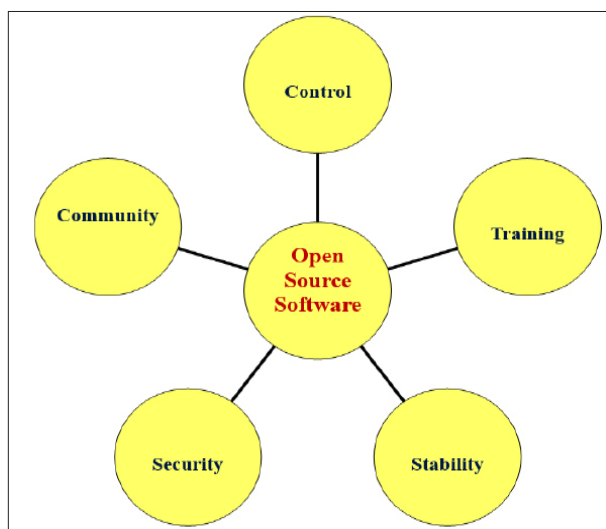 Control
Community
Training
Open
Source
Software
Security
Stability